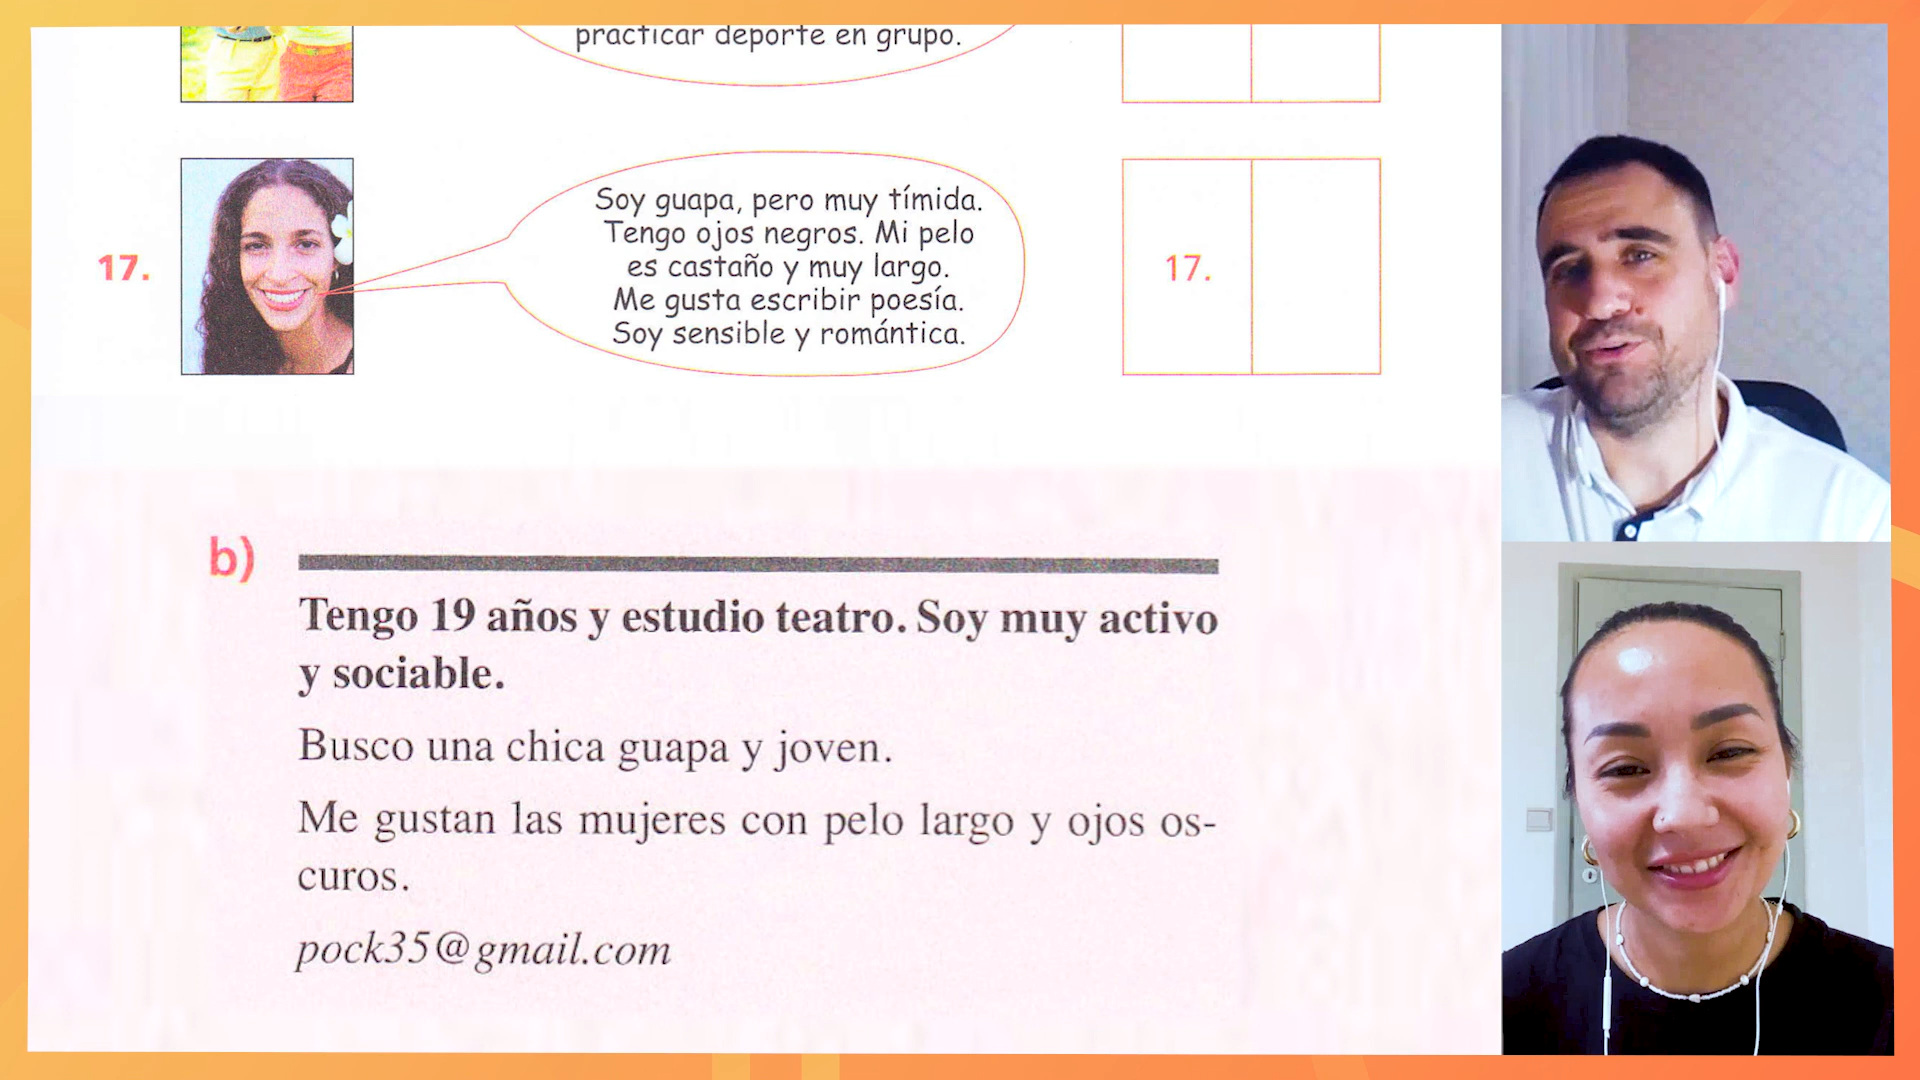 practicar deporte en grupo.
17.
Soy guapa, pero muy tímida.
Tengo ojos negros. Mi pelo
es castaño y muy largo.
Me gusta escribir poesía.
Soy sensible y romántica.
17.
b)
Tengo 19 años y estudio teatro. Soy muy activo
y sociable.
Busco una chica guapa y joven.
Me gustan las mujeres con pelo largo y ojos os-
curos.
pock35@gmail.com